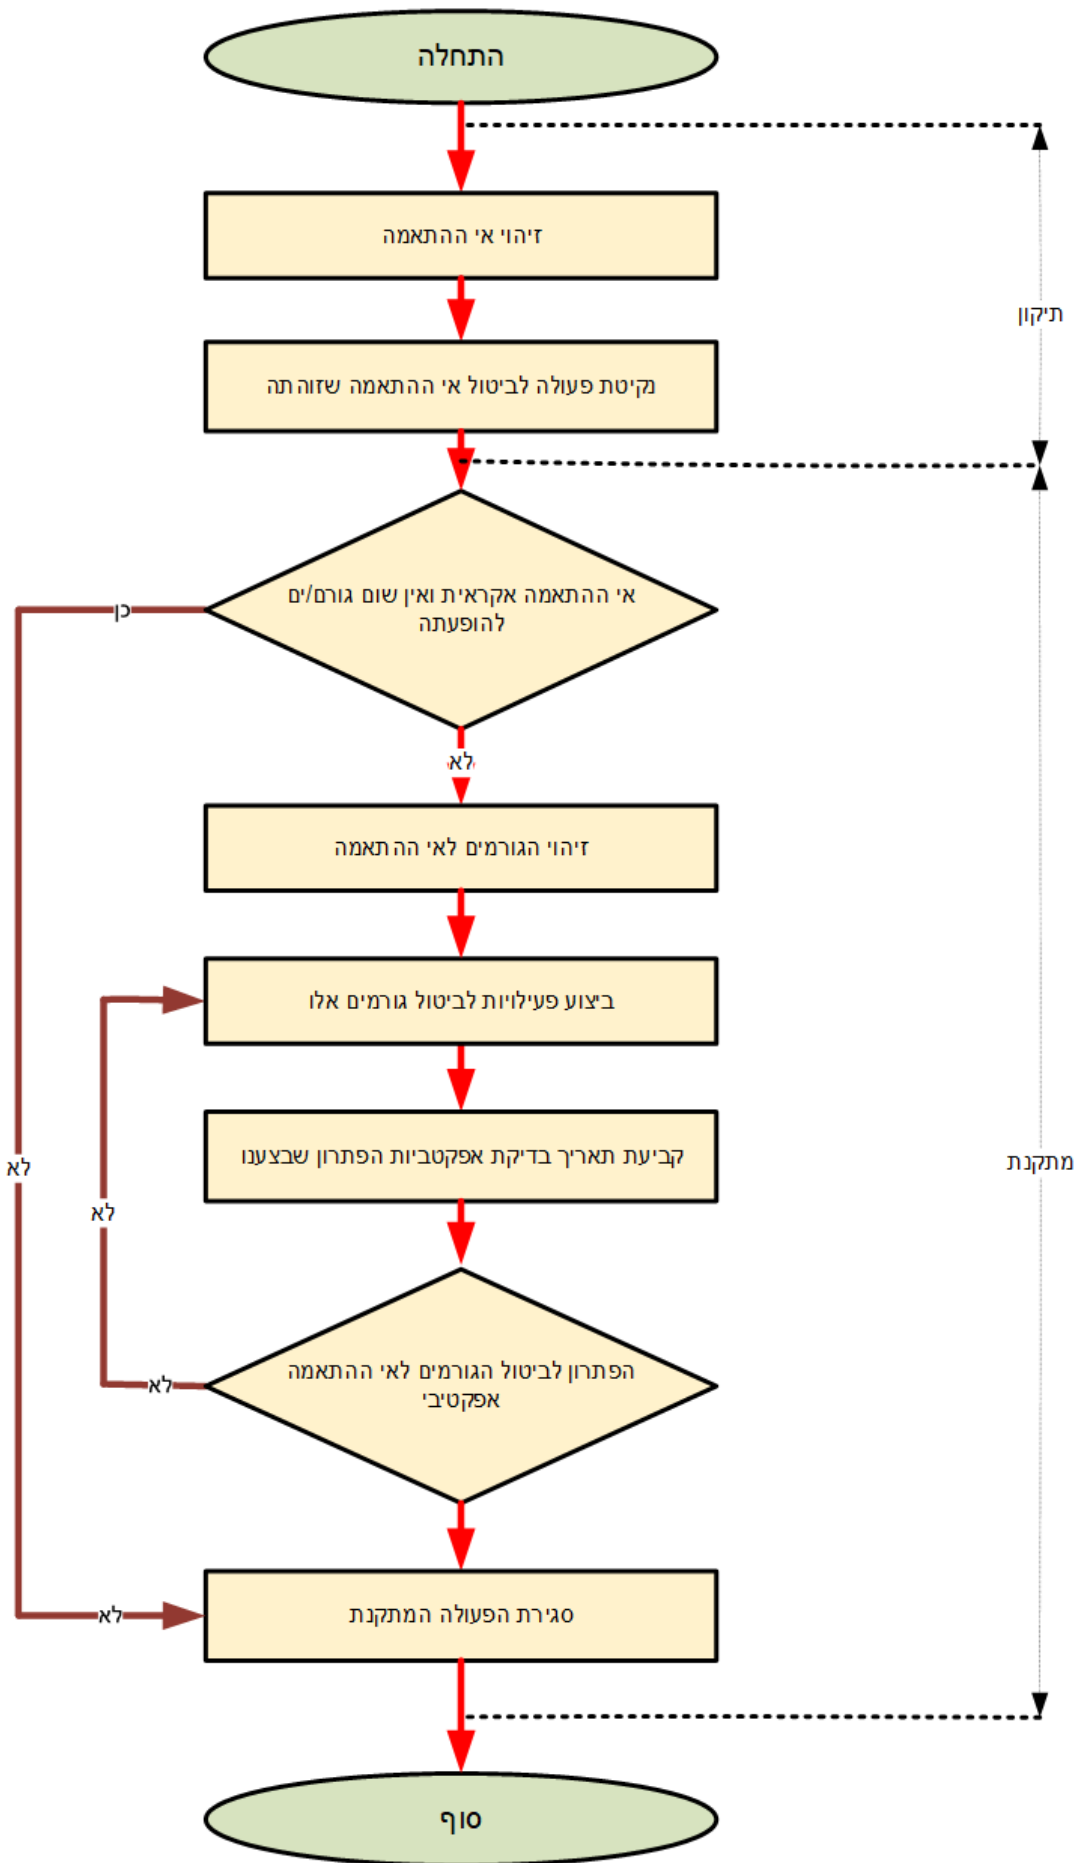 התחלה
זיהוי אי ההתאמה
תיקון
נקיטת פעולה לביטול אי ההתאמה שזוהתה
אי ההתאמה אקראית ואין שום גורם/ים
להופעתה
כן
לא
זיהוי הגורמים לאי ההתאמה
ביצוע פעילויות לביטול גורמים אלו
קביעת תאריך בדיקת אפקטביות הפתרון שבצענו
מתקנת
לא
לא
הפתרון לביטול הגורמים לאי ההתאמה
אפקטיבי
לא
סגירת הפעולה המתקנת
לא
סוף